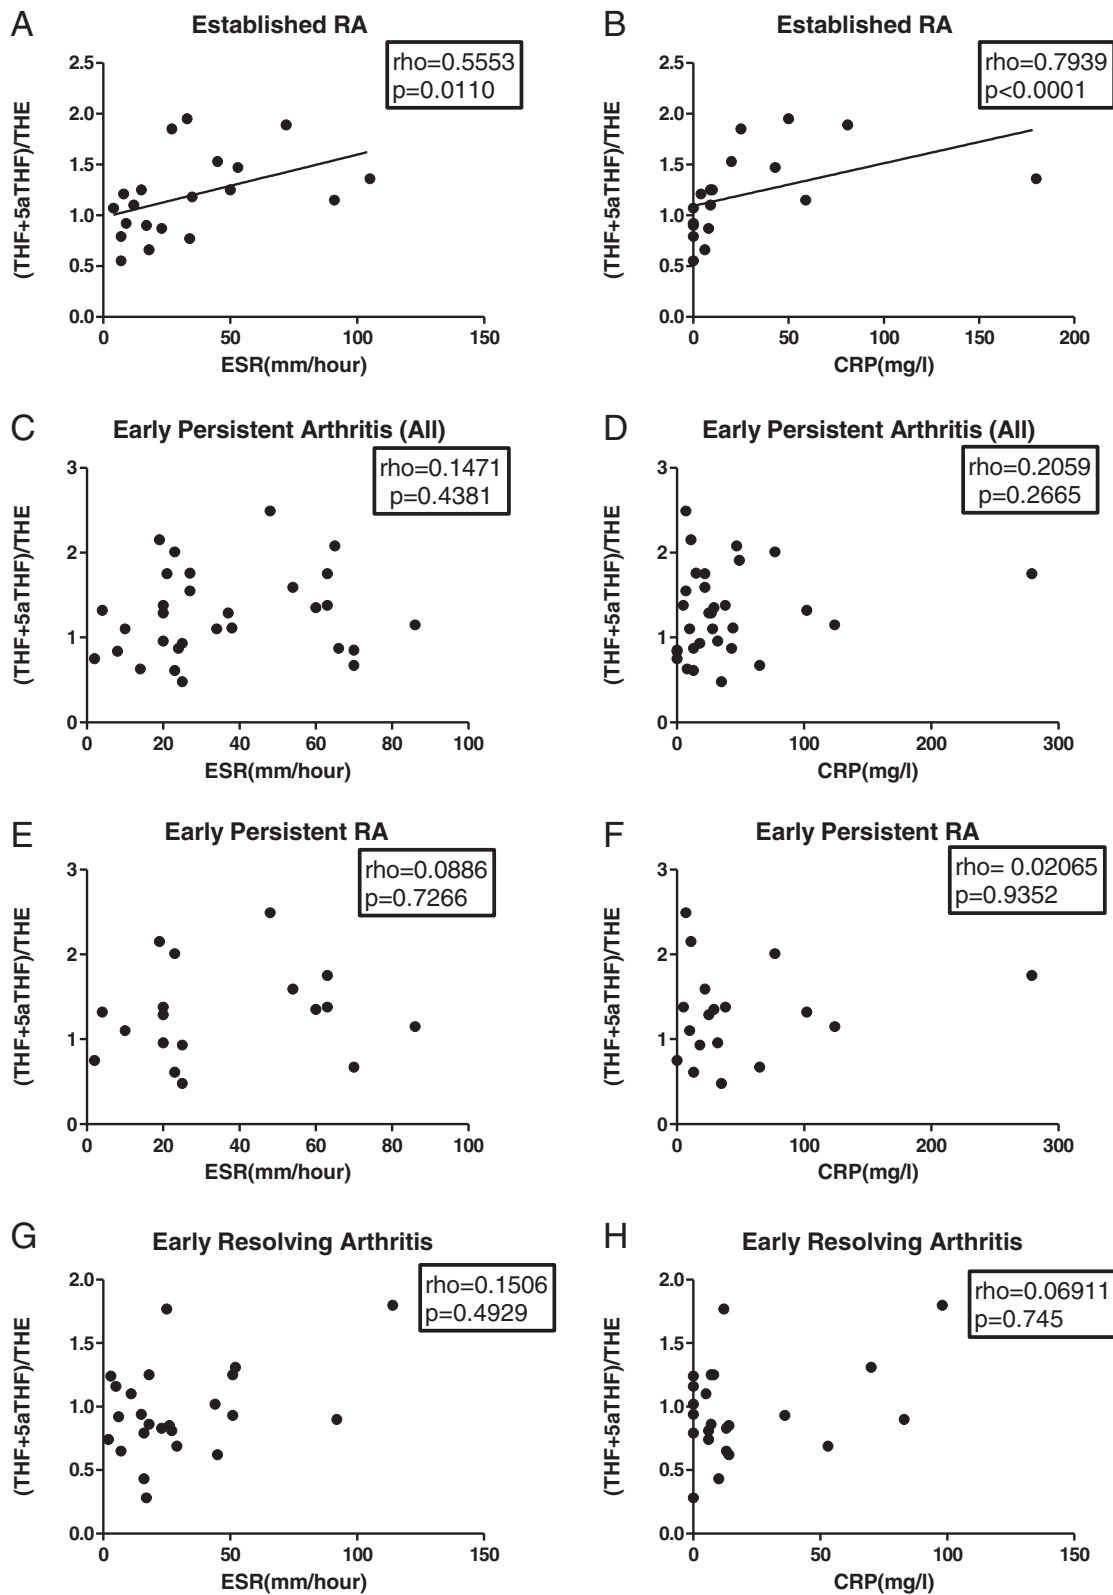 A
Established RA
rho=0.5553
p=0.0110
2.5
2.0
1.5
1.0
0.5
0.0
(THF+5aTHF)/THE
0
50
100
150
ESR(mm/hour)
B
Established RA
rho=0.7939
p<0.0001
2.5
2.0
1.5
1.0
0.5
0.0
(THF+5aTHF)/THE
0
50
100
150
200
CRP(mg/l)
C
Early Persistent Arthritis (All)
rho=0.1471
p=0.4381
3
2
1
0
(THF+5aTHF)/THE
0
20
40
60
80
100
ESR(mm/hour)
D
Early Persistent Arthritis (All)
rho=0.2059
p=0.2665
3
2
1
0
(THF+5aTHF)/THE
0
100
200
300
CRP(mg/l)
E
Early Persistent RA
rho=0.0886
p=0.7266
3
2
1
0
(THF+5aTHF)/THE
0
20
40
60
80
100
ESR(mm/hour)
F
Early Persistent RA
rho= 0.02065
p=0.9352
3
2
1
0
(THF+5aTHF)/THE
0
100
200
300
CRP(mg/l)
G
Early Resolving Arthritis
rho=0.1506
p=0.4929
2.0
1.5
1.0
0.5
0.0
(THF+5aTHF)/THE
0
50
100
150
ESR(mm/hour)
H
Early Resolving Arthritis
rho=0.06911
p=0.745
2.0
1.5
1.0
0.5
0.0
(THF+5aTHF)/THE
0
50
100
150
CRP(mg/l)